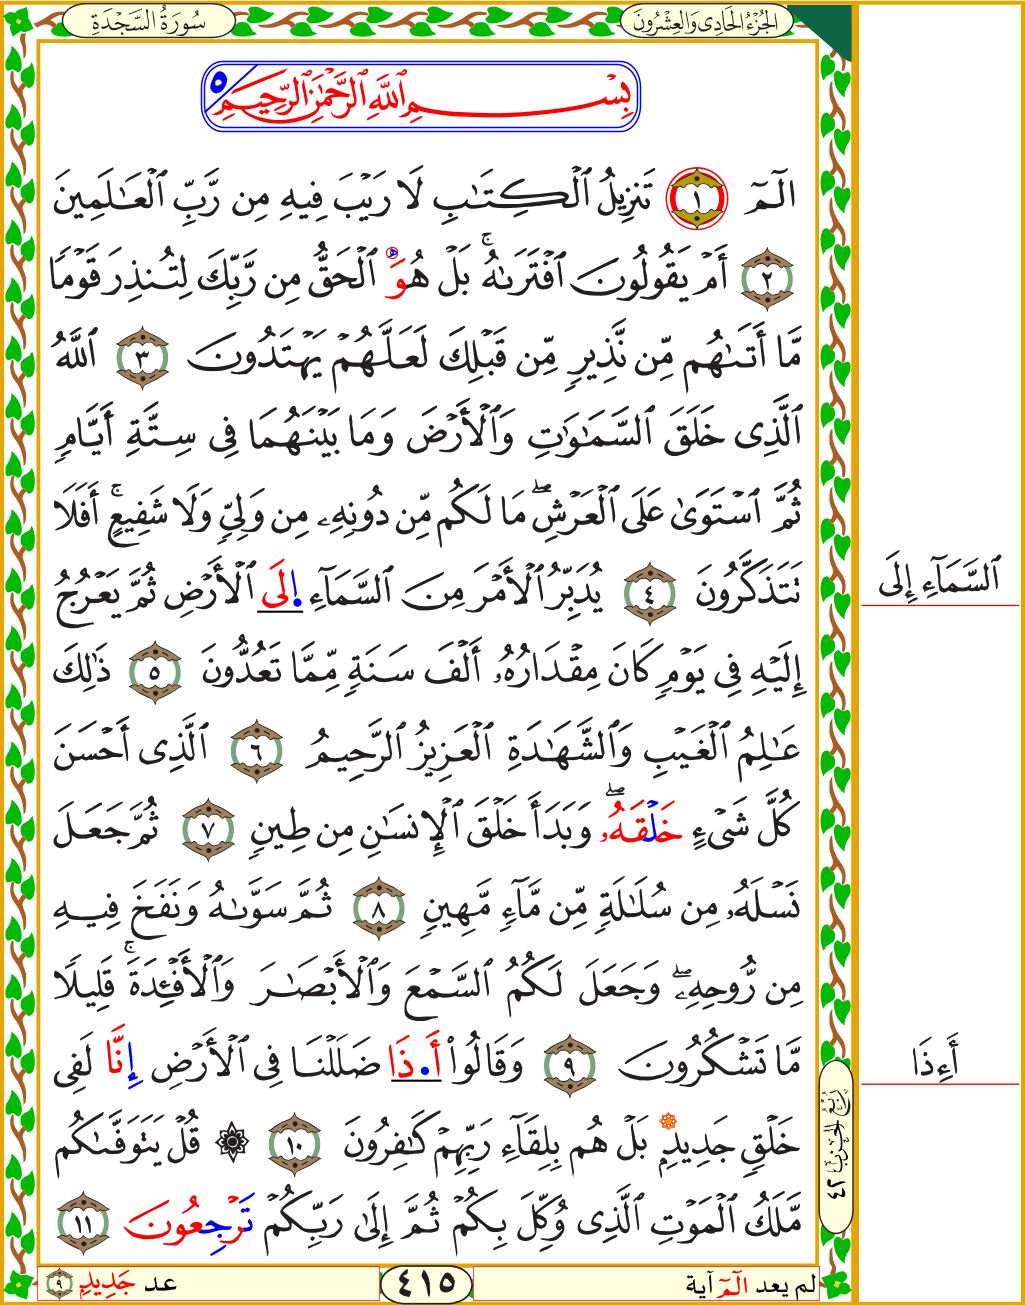 سُورَةُ السَّجْدَةِ
الجُزْءُ الحَادِى وَالعِشْرُونَ
بِسْمِ ٱللَّهِ ٱلرَّحْمَٰنِ ٱلرَّحِيمِ ٥
الٓمٓ ١ تَنزِيلُ ٱلْكِتَٰبِ لَا رَيْبَ فِيهِ مِن رَّبِّ ٱلْعَٰلَمِينَ
٢ أَمْ يَقُولُونَ ٱفْتَرَىٰهُ ۚ بَلْ هُوَ ٱلْحَقُّ مِن رَّبِّكَ لِتُنذِرَ قَوْمًا
مَّا أَتَىٰهُم مِّن نَّذِيرٍ مِّن قَبْلِكَ لَعَلَّهُمْ يَهْتَدُونَ ٣ ٱللَّهُ
ٱلَّذِى خَلَقَ ٱلسَّمَٰوَٰتِ وَٱلْأَرْضَ وَمَا بَيْنَهُمَا فِى سِتَّةِ أَيَّامٍ
ثُمَّ ٱسْتَوَىٰ عَلَى ٱلْعَرْشِ ۖ مَا لَكُم مِّن دُونِهِۦ مِن وَلِىٍّ وَلَا شَفِيعٍ ۚ أَفَلَا
تَتَذَكَّرُونَ ٤ يُدَبِّرُ ٱلْأَمْرَ مِنَ ٱلسَّمَآءِ اِلَى ٱلْأَرْضِ ثُمَّ يَعْرُجُ
ٱلسَّمَآءِ إِلَى
إِلَيْهِ فِى يَوْمٍ كَانَ مِقْدَارُهُۥ أَلْفَ سَنَةٍ مِّمَّا تَعُدُّونَ ٥ ذَٰلِكَ
عَٰلِمُ ٱلْغَيْبِ وَٱلشَّهَٰدَةِ ٱلْعَزِيزُ ٱلرَّحِيمُ ٦ ٱلَّذِى أَحْسَنَ
كُلَّ شَىْءٍ خَلْقَهُۥ ۖ وَبَدَأَ خَلْقَ ٱلْإِنسَٰنِ مِن طِينٍ ٧ ثُمَّ جَعَلَ
نَسْلَهُۥ مِن سُلَٰلَةٍ مِّن مَّآءٍ مَّهِينٍ ٨ ثُمَّ سَوَّىٰهُ وَنَفَخَ فِيهِ
مِن رُّوحِهِۦ ۖ وَجَعَلَ لَكُمُ ٱلسَّمْعَ وَٱلْأَبْصَٰرَ وَٱلْأَفْـِٔدَةَ ۚ قَلِيلًا
مَّا تَشْكُرُونَ ٩ وَقَالُوا۟ أَ.ذَا ضَلَلْنَا فِى ٱلْأَرْضِ إِنَّا لَفِى
أَءِذَا
خَلْقٍ جَدِيدٍ بَلْ هُم بِلِقَآءِ رَبِّهِمْ كَٰفِرُونَ ١٠ ۞ قُلْ يَتَوَفَّىٰكُم
مَّلَكُ ٱلْمَوْتِ ٱلَّذِى وُكِّلَ بِكُمْ ثُمَّ إِلَىٰ رَبِّكُمْ تَرْجِعُونَ ١١
رُبْعُ الحِزْبِ ٤٢
لم يعد الٓمٓ آية
٤١٥
عد جَدِيدٍ ٩